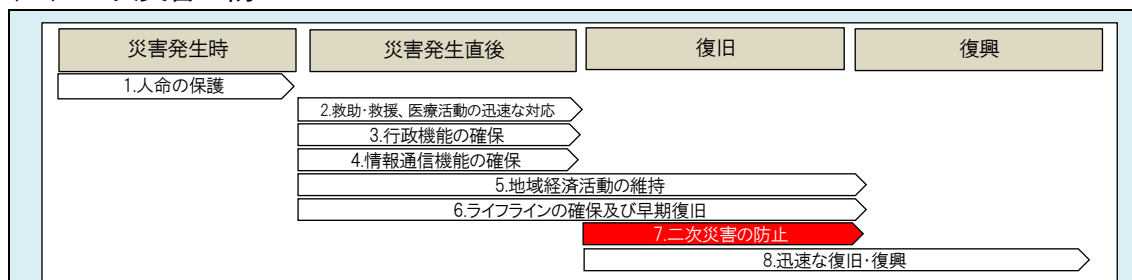 災害発生時 災害発生直後 復旧 復興
1.人命の保護
2.救助・救援、医療活動の迅速な対応
3.行政機能の確保
4.情報通信機能の確保
5.地域経済活動の維持
6.ライフラインの確保及び早期復旧
7.二次災害の防止
8.迅速な復旧・復興